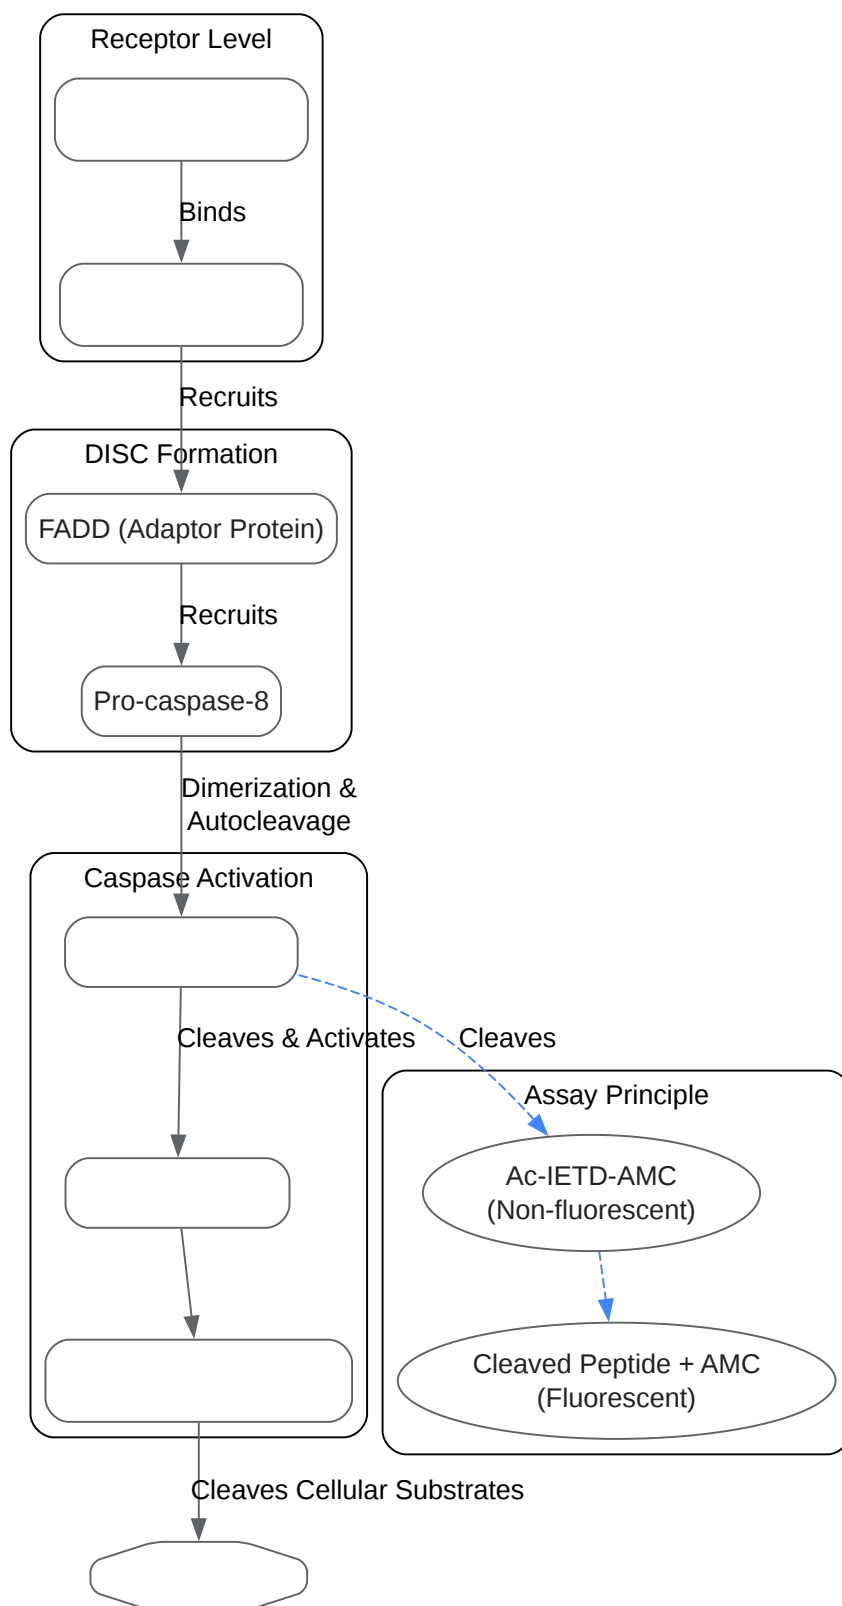 Receptor Level
Binds
Recruits
DISC Formation
FADD (Adaptor Protein)
Recruits
Pro-caspase-8
Dimerization &
Autocleavage
Caspase Activation
Cleaves & Activates
Cleaves
Assay Principle
Ac-IETD-AMC
(Non-fluorescent)
Cleaved Peptide + AMC
(Fluorescent)
Cleaves Cellular Substrates